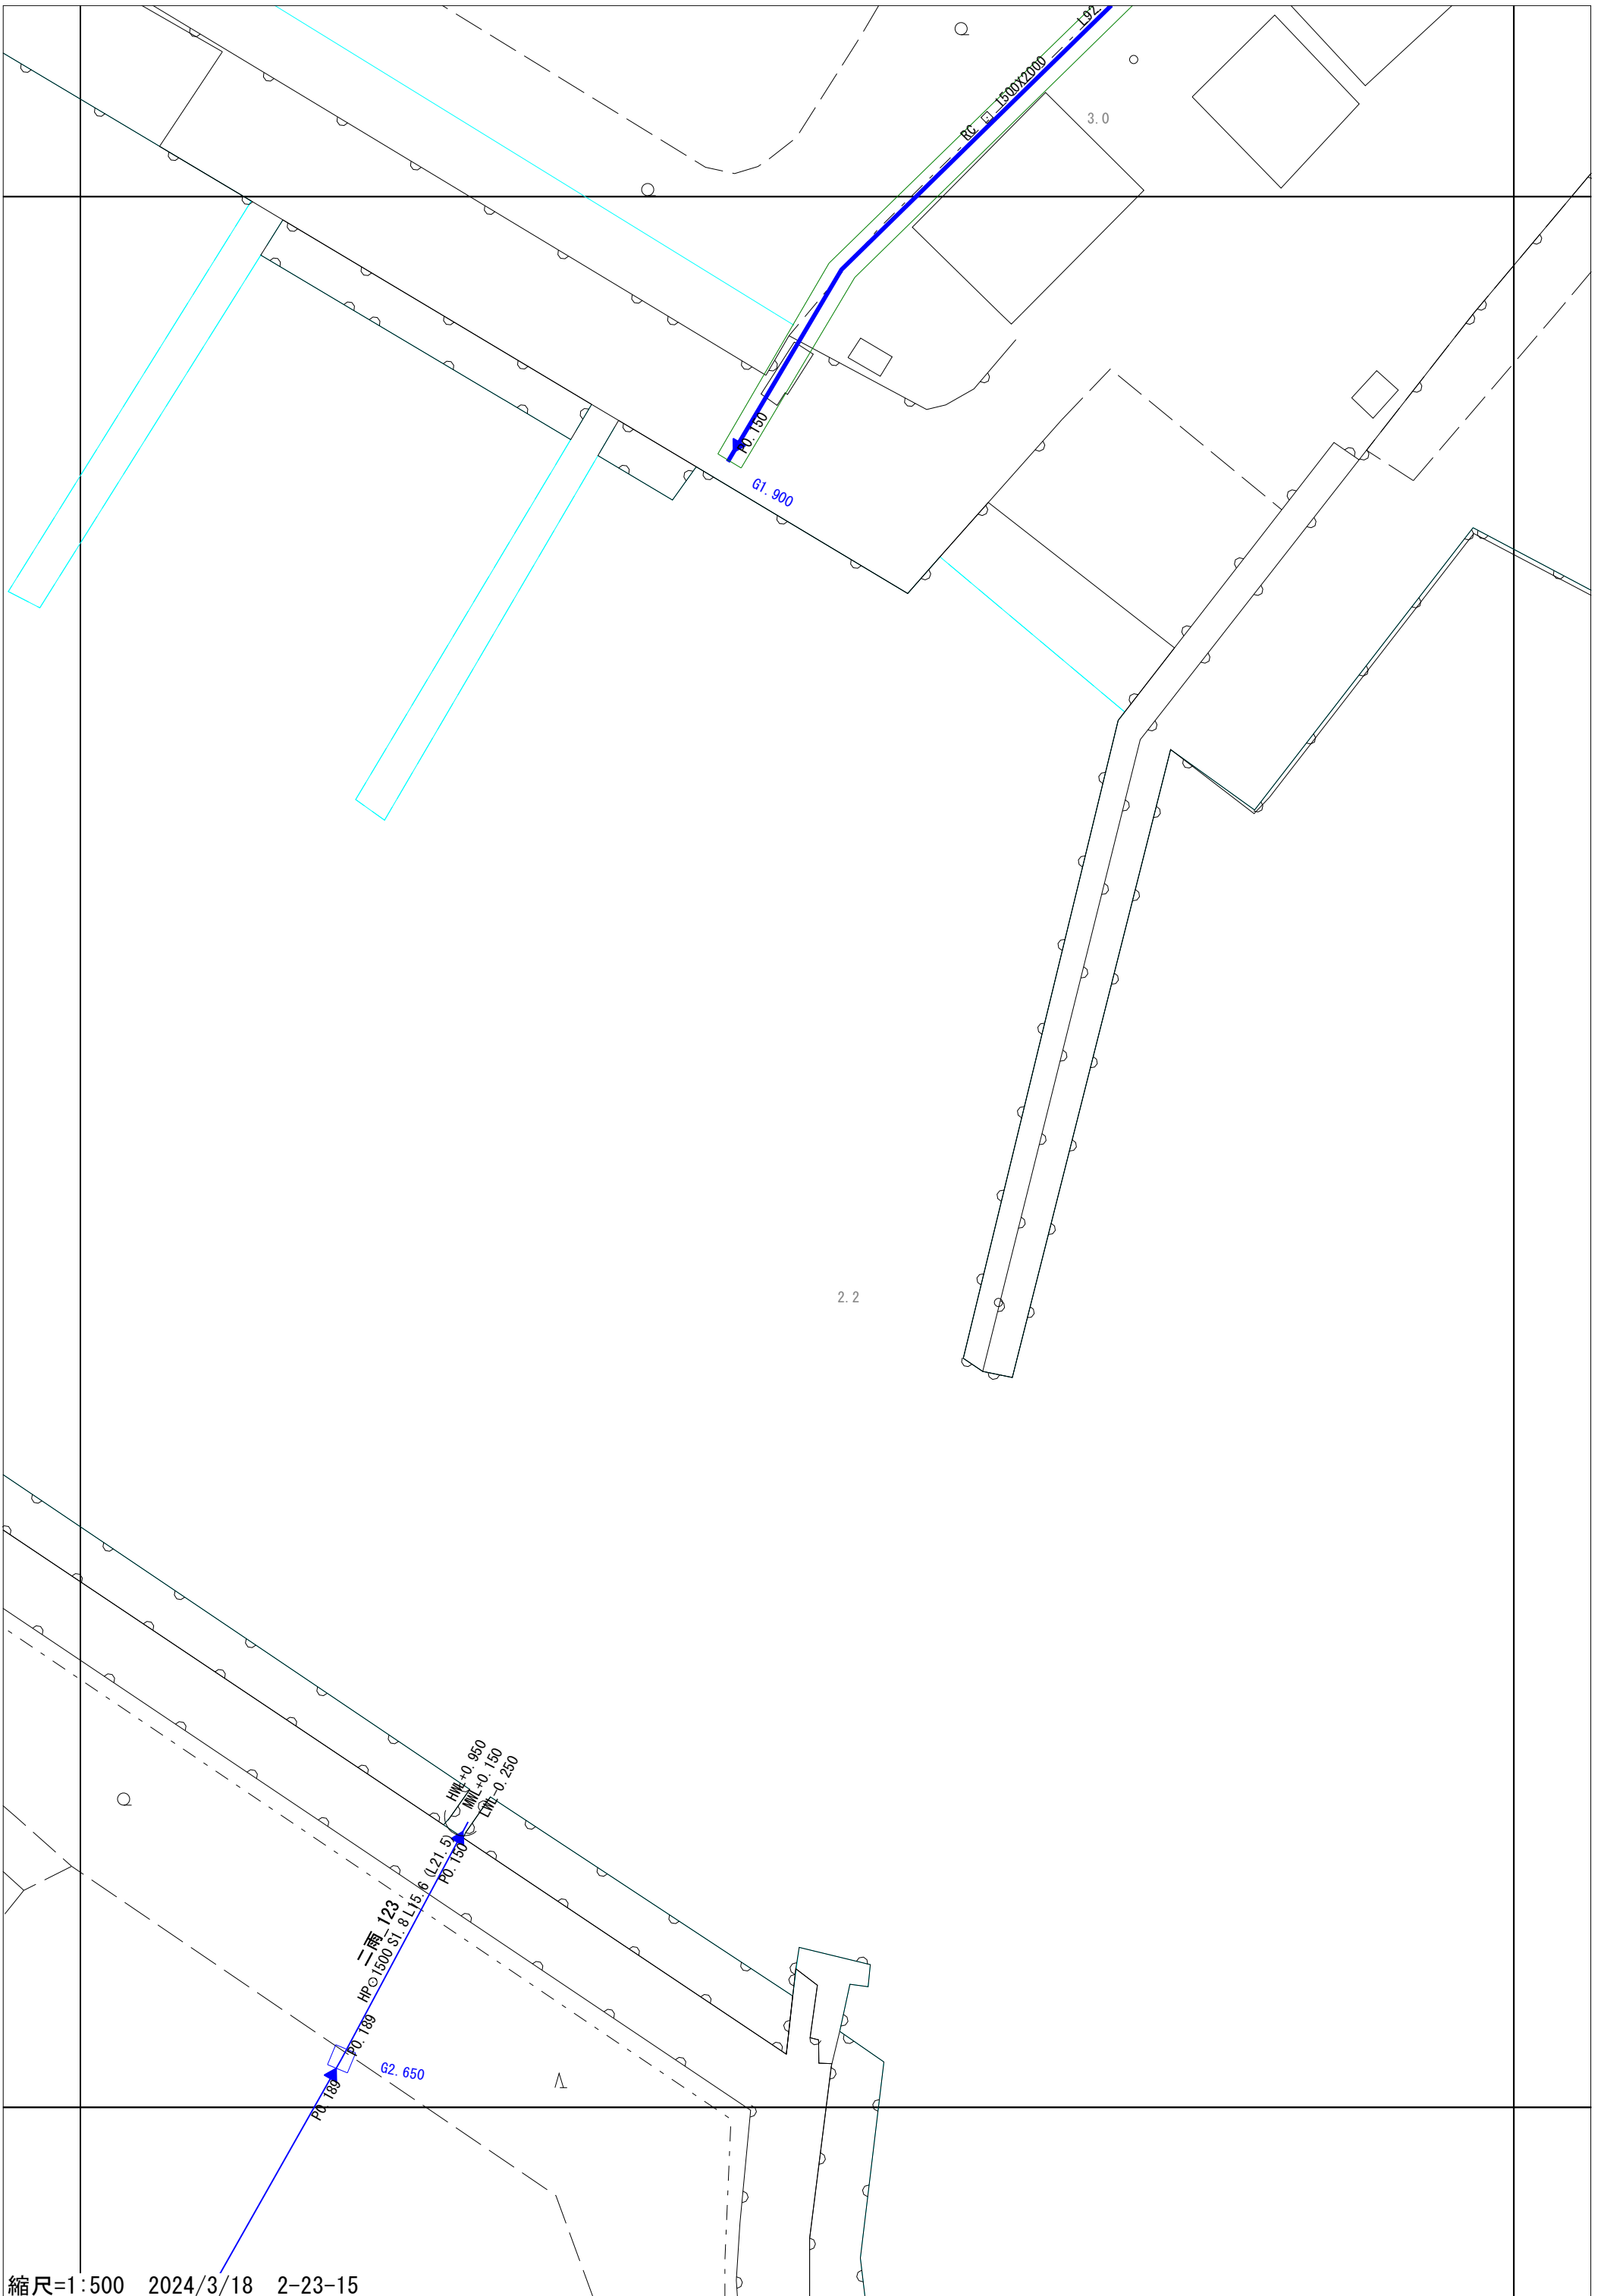 L92.
RC □ 1500X2000
3.0
P0.150
G1.900
2.2
HWL+0.950
MWL+0.150
LWL-0.250
P0.150
二雨_123
HP○1500 S1.8 L15.6 (L21.5)
P0.189
G2.650
P0.189
縮尺=1:500 2024/3/18 2-23-15